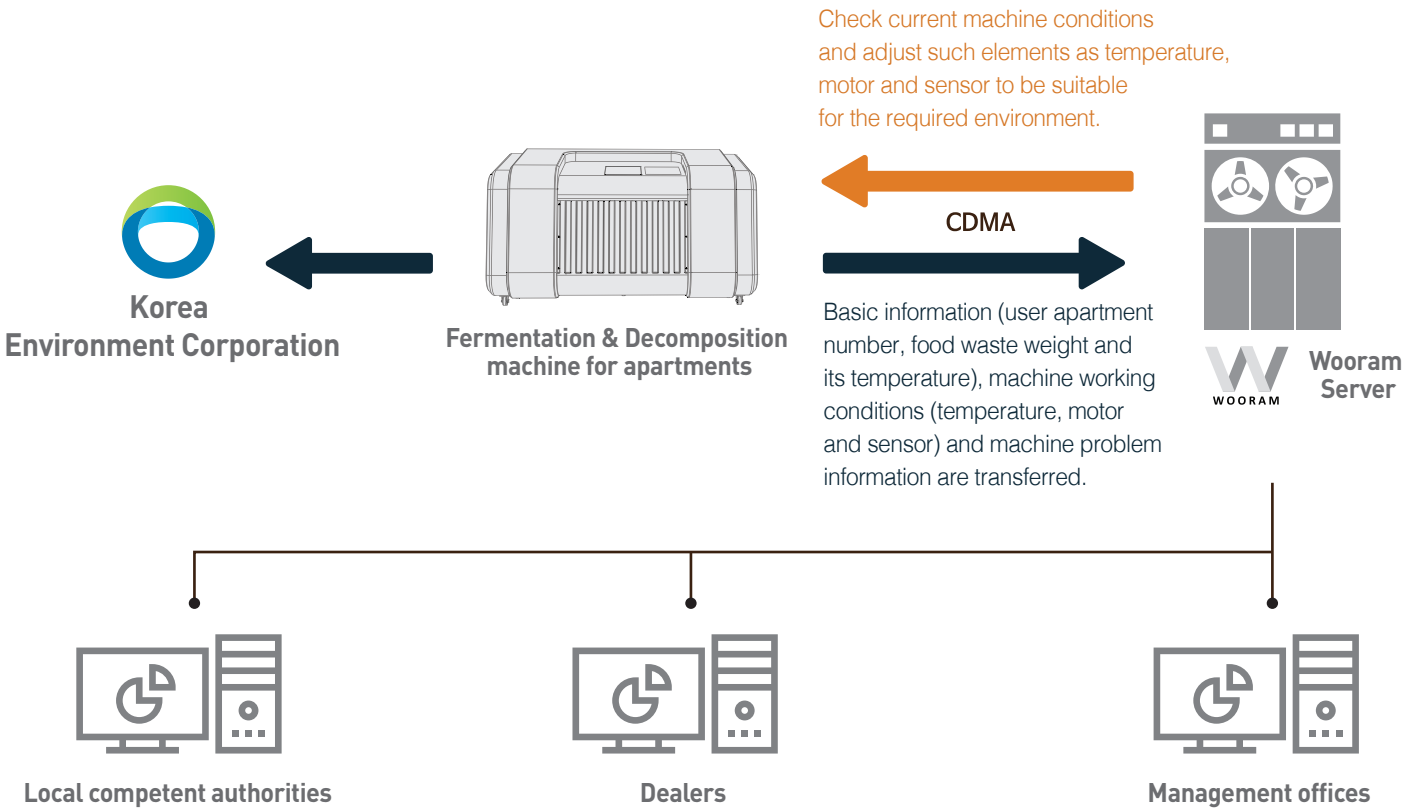 Check current machine conditions
and adjust such elements as temperature,
motor and sensor to be suitable
for the required environment.
CDMA
Korea
Environment Corporation
Fermentation & Decomposition
machine for apartments
Basic information (user apartment
number, food waste weight and
its temperature), machine working
conditions (temperature, motor
and sensor) and machine problem
information are transferred.
WOORAM
Wooram
Server
Local competent authorities
Dealers
Management offices